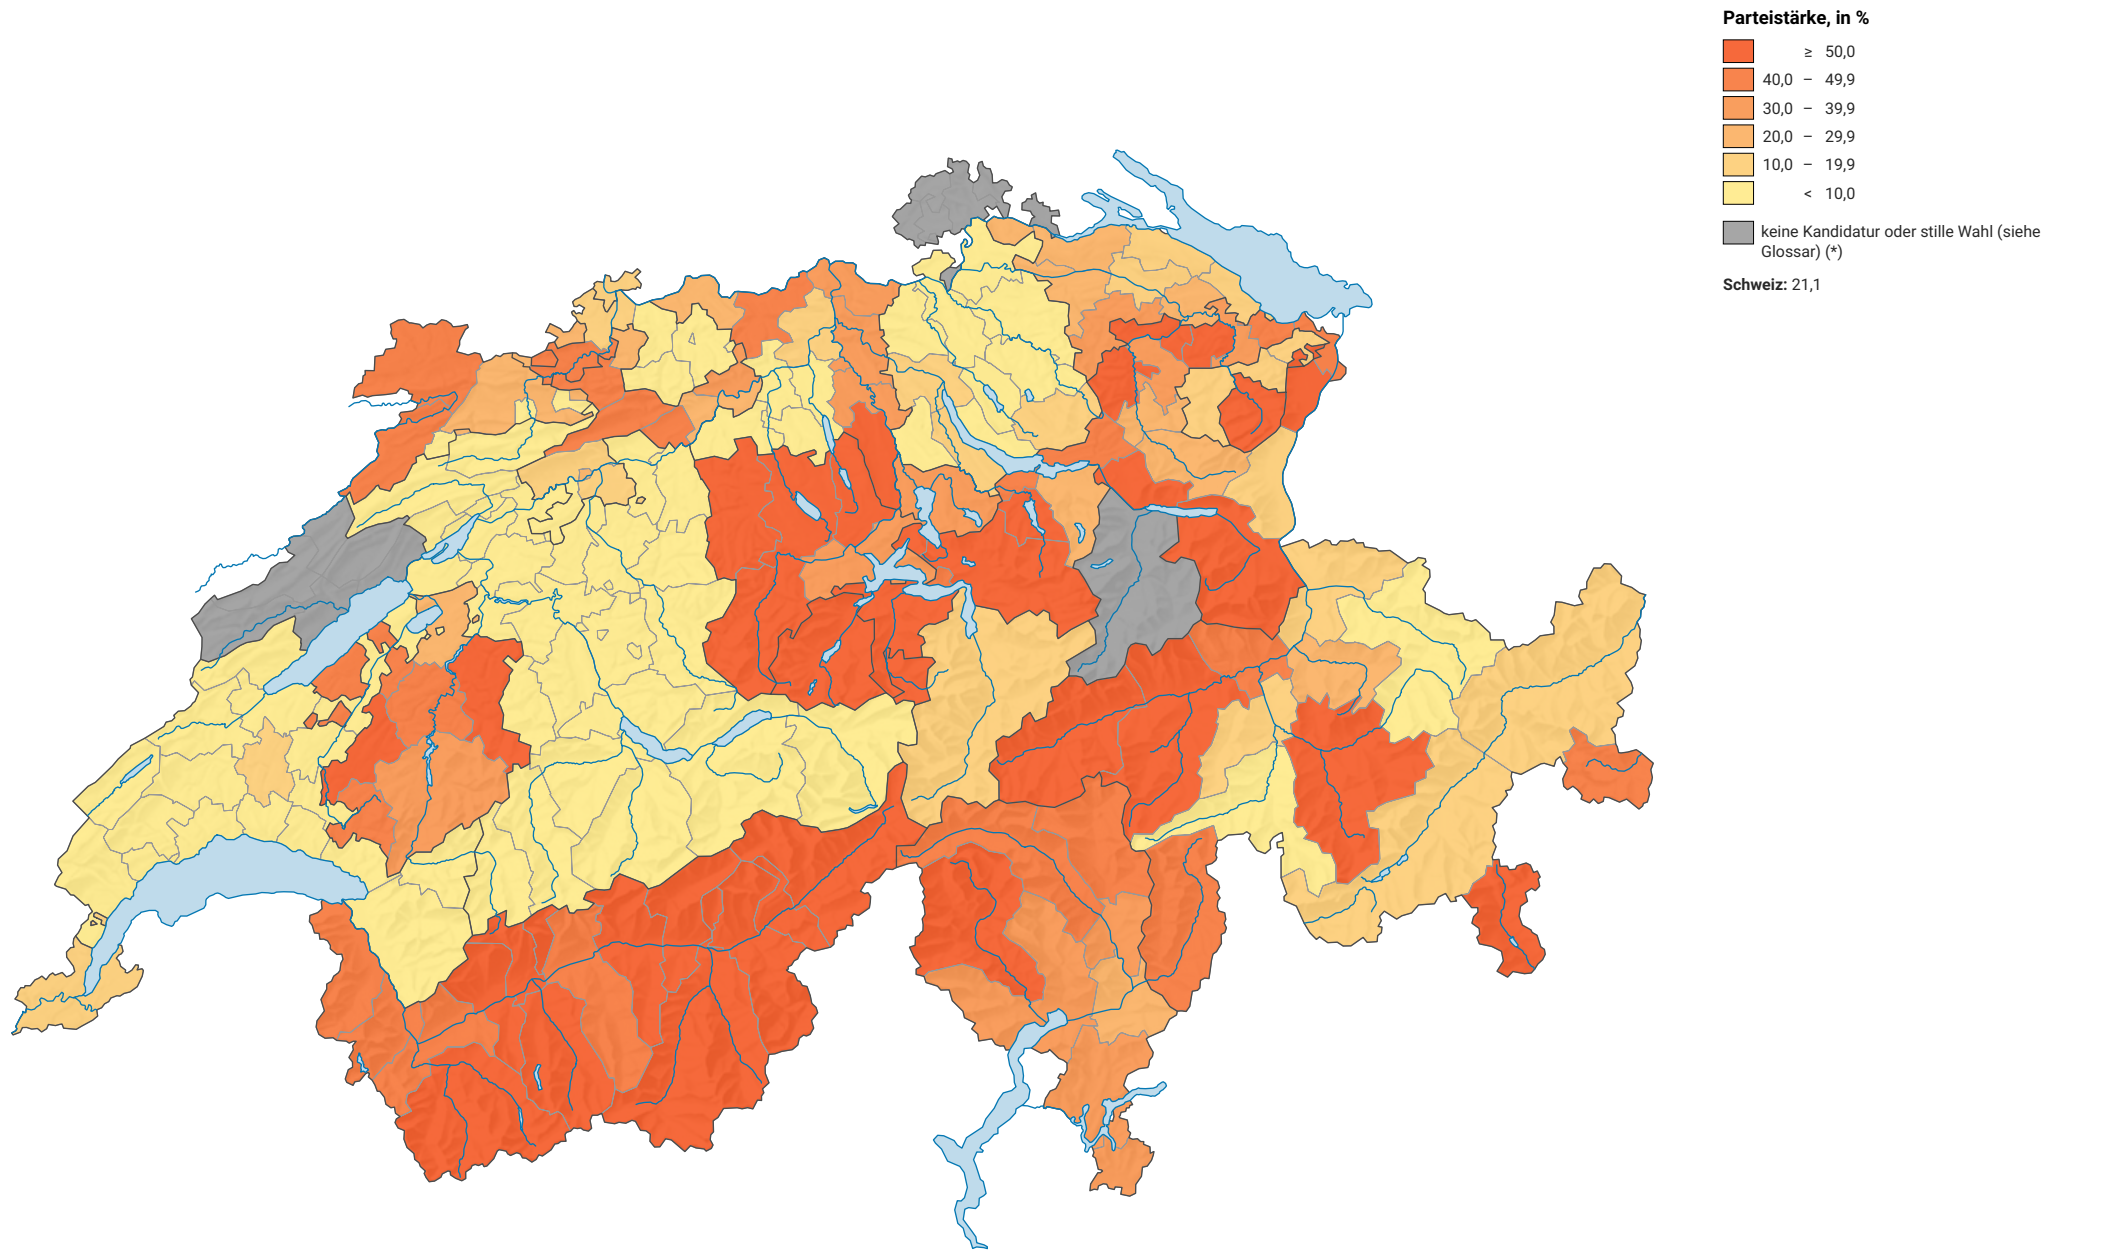 Parteistärke, in %
≥ 50,0
40,0 – 49,9
30,0 – 39,9
20,0 – 29,9
10,0 – 19,9
< 10,0
keine Kandidatur oder stille Wahl (siehe
Glossar) (*)
Schweiz: 21,1